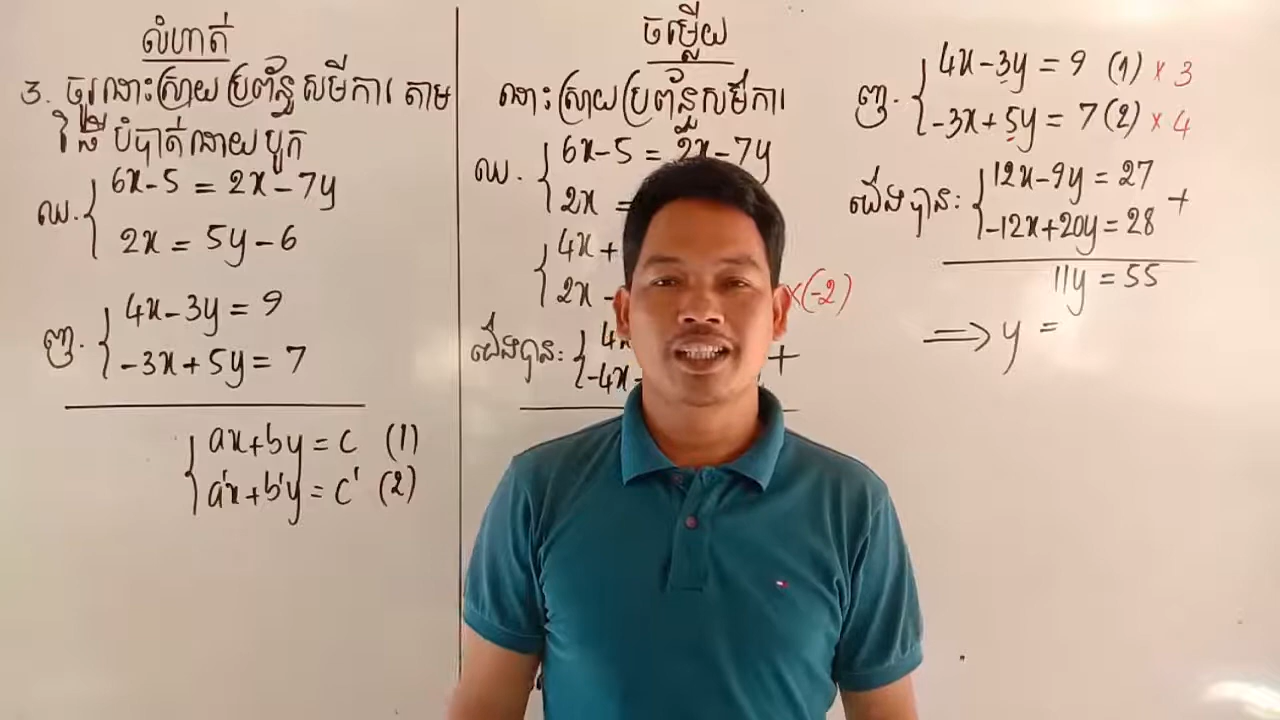 លំហាត់
3. ចូរដោះស្រាយប្រព័ន្ធសមីការ តាម
វិធី បំបាត់ដោយបូក
ឈ. 6x-5 = 2x-7y
2x = 5y-6
ញ. 4x-3y = 9
-3x+5y = 7
ax+by = c (1)
a'x+b'y = c' (2)
ចម្លើយ
ដោះស្រាយប្រព័ន្ធសមីការ
ឈ. 6x-5 = 2x-7y
2x =
4x +
2x - x(-2)
យើងបាន:
-4x- +
ញ. 4x-3y = 9 (1) x 3
-3x+5y = 7 (2) x 4
យើងបាន: 12x-9y = 27
-12x+20y = 28 +
11y = 55
⟹ y =